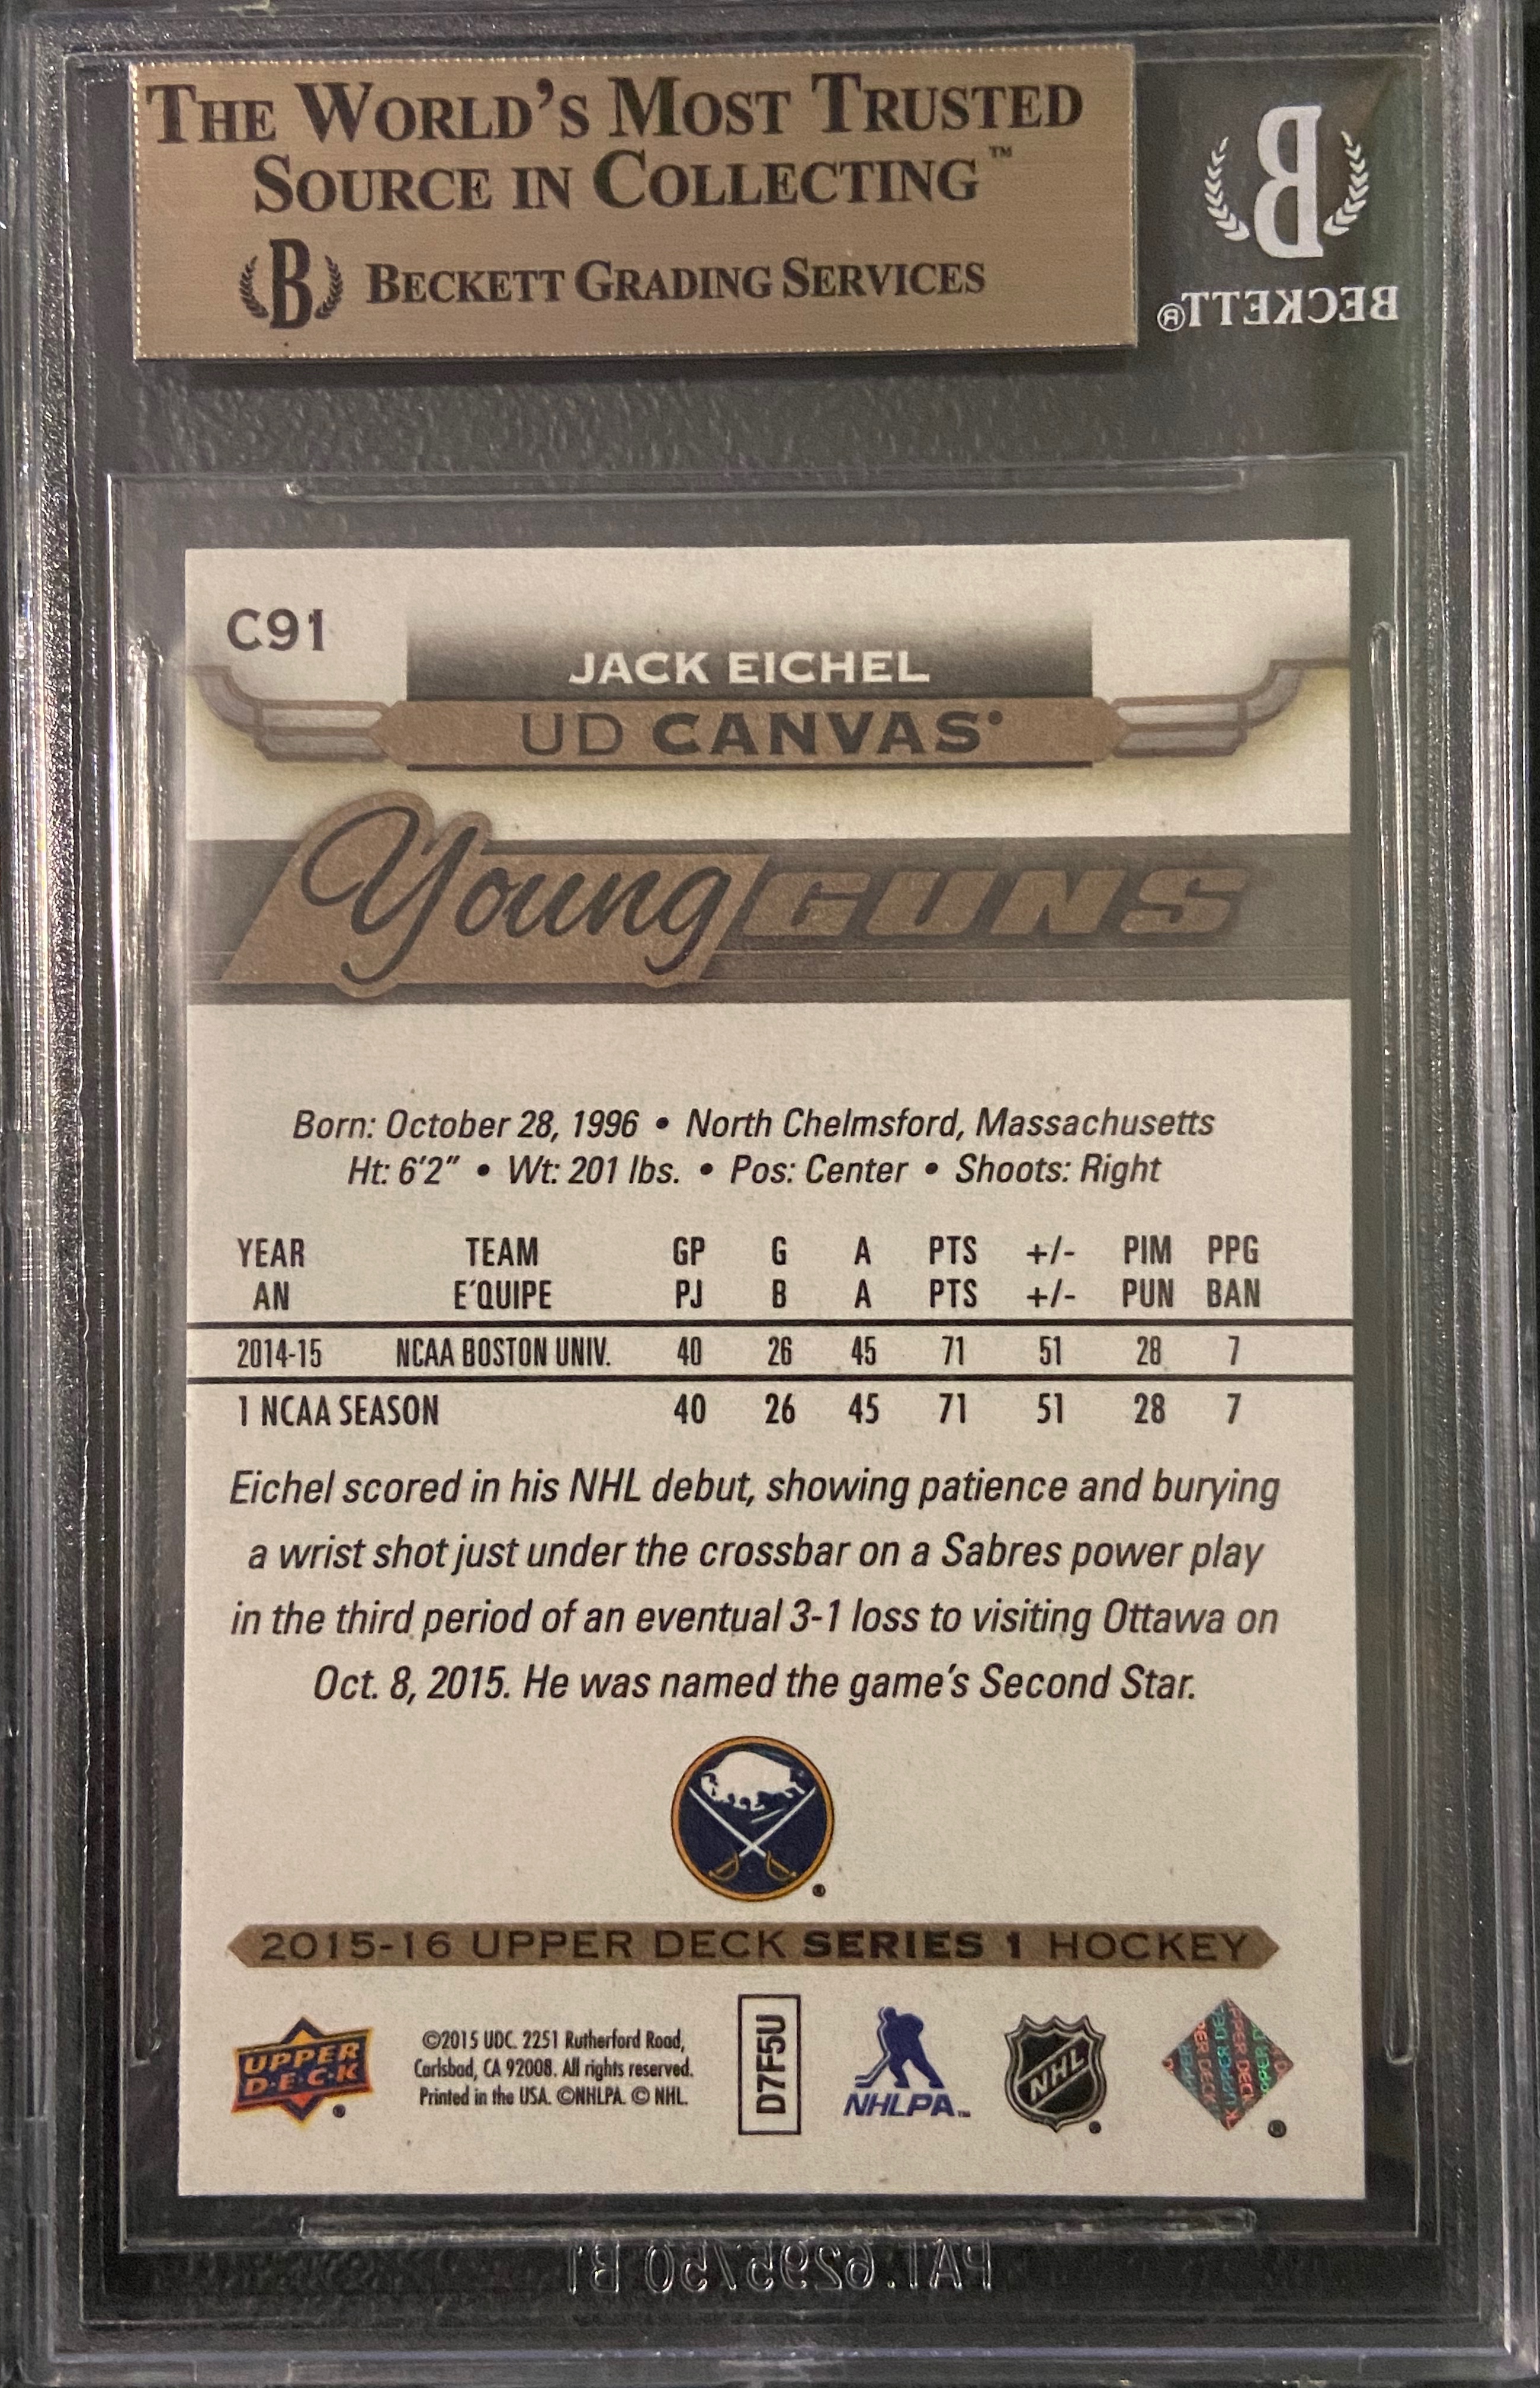 THE WORLD'S MOST TRUSTED
SOURCE IN COLLECTING™
B BECKETT GRADING SERVICES
B
BECKETT®
C91
JACK EICHEL
UD CANVAS
Young GUNS
Born: October 28, 1996 • North Chelmsford, Massachusetts
Ht: 6'2" • Wt: 201 lbs. • Pos: Center • Shoots: Right
YEAR TEAM GP G A PTS +/- PIM PPG
AN E´QUIPE PJ B A PTS +/- PUN BAN
2014-15 NCAA BOSTON UNIV. 40 26 45 71 51 28 7
1 NCAA SEASON 40 26 45 71 51 28 7
Eichel scored in his NHL debut, showing patience and burying
a wrist shot just under the crossbar on a Sabres power play
in the third period of an eventual 3-1 loss to visiting Ottawa on
Oct. 8, 2015. He was named the game's Second Star.
2015-16 UPPER DECK SERIES 1 HOCKEY
UPPER
D·E·C·K
©2015 UDC. 2251 Rutherford Road,
Carlsbad, CA 92008. All rights reserved.
Printed in the USA. ©NHLPA. © NHL.
D7F5U
NHLPA™
NHL
UPPER DECK
PAT.6295750 B1